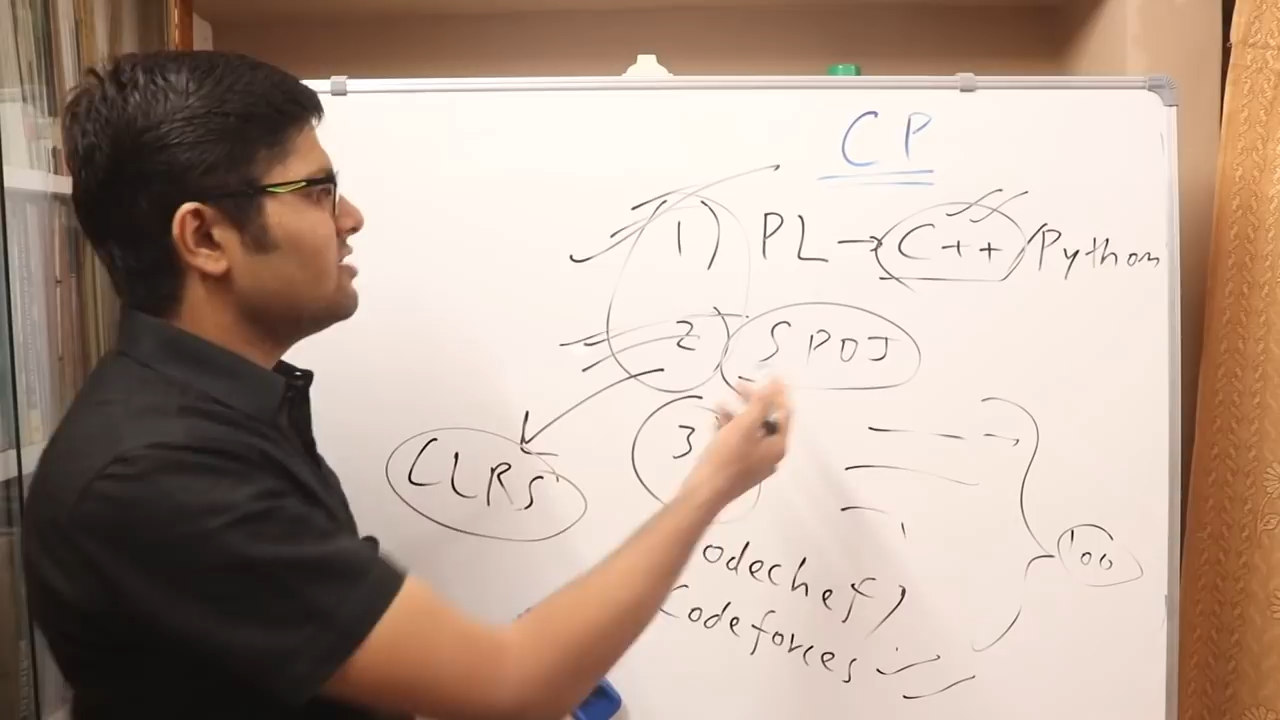 CP
1) PL → C++/Python
2) SPOJ
3
CLRS
100
odechef,
Codeforces